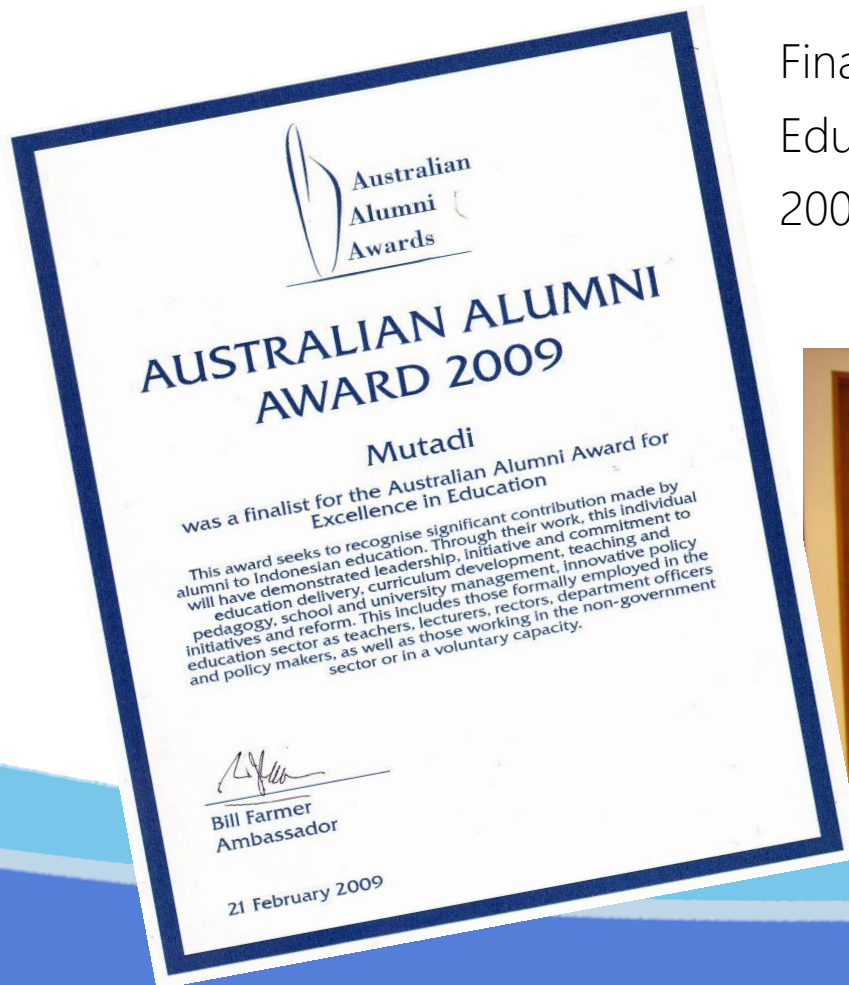 Australian
Alumni
Awards
AUSTRALIAN ALUMNI
AWARD 2009
Mutadi
was a finalist for the Australian Alumni Award for
Excellence in Education
This award seeks to recognise significant contribution made by
alumni to Indonesian education. Through their work, this individual
will have demonstrated leadership, initiative and commitment to
education delivery, curriculum development, teaching and
pedagogy, school and university management, innovative policy
initiatives and reform. This includes those formally employed in the
education sector as teachers, lecturers, rectors, department officers
and policy makers, as well as those working in the non-government
sector or in a voluntary capacity.
Bill Farmer
Ambassador
21 February 2009
Fina
Edu
200